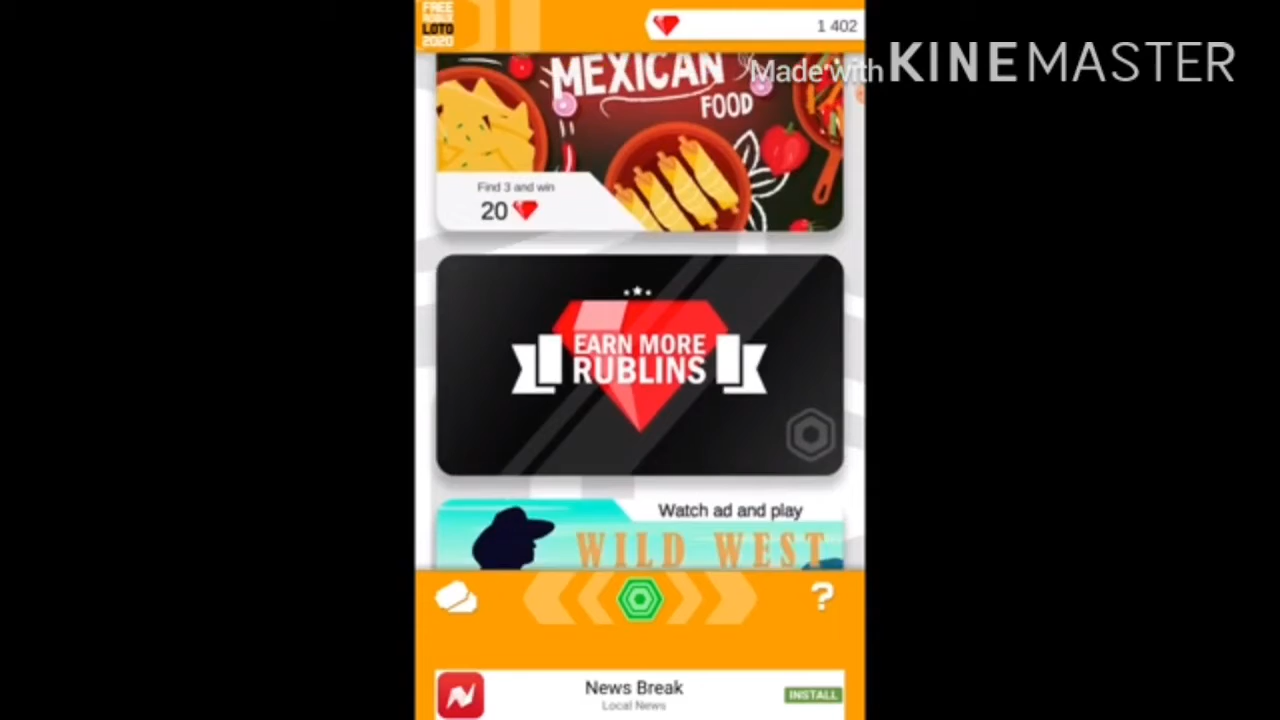 FREE
ROBUX
LOTO
2020
1 402
Made with KINEMASTER
MEXICAN
FOOD
Find 3 and win
20
EARN MORE
RUBLINS
Watch ad and play
WILD WEST
?
News Break
Local News
INSTALL